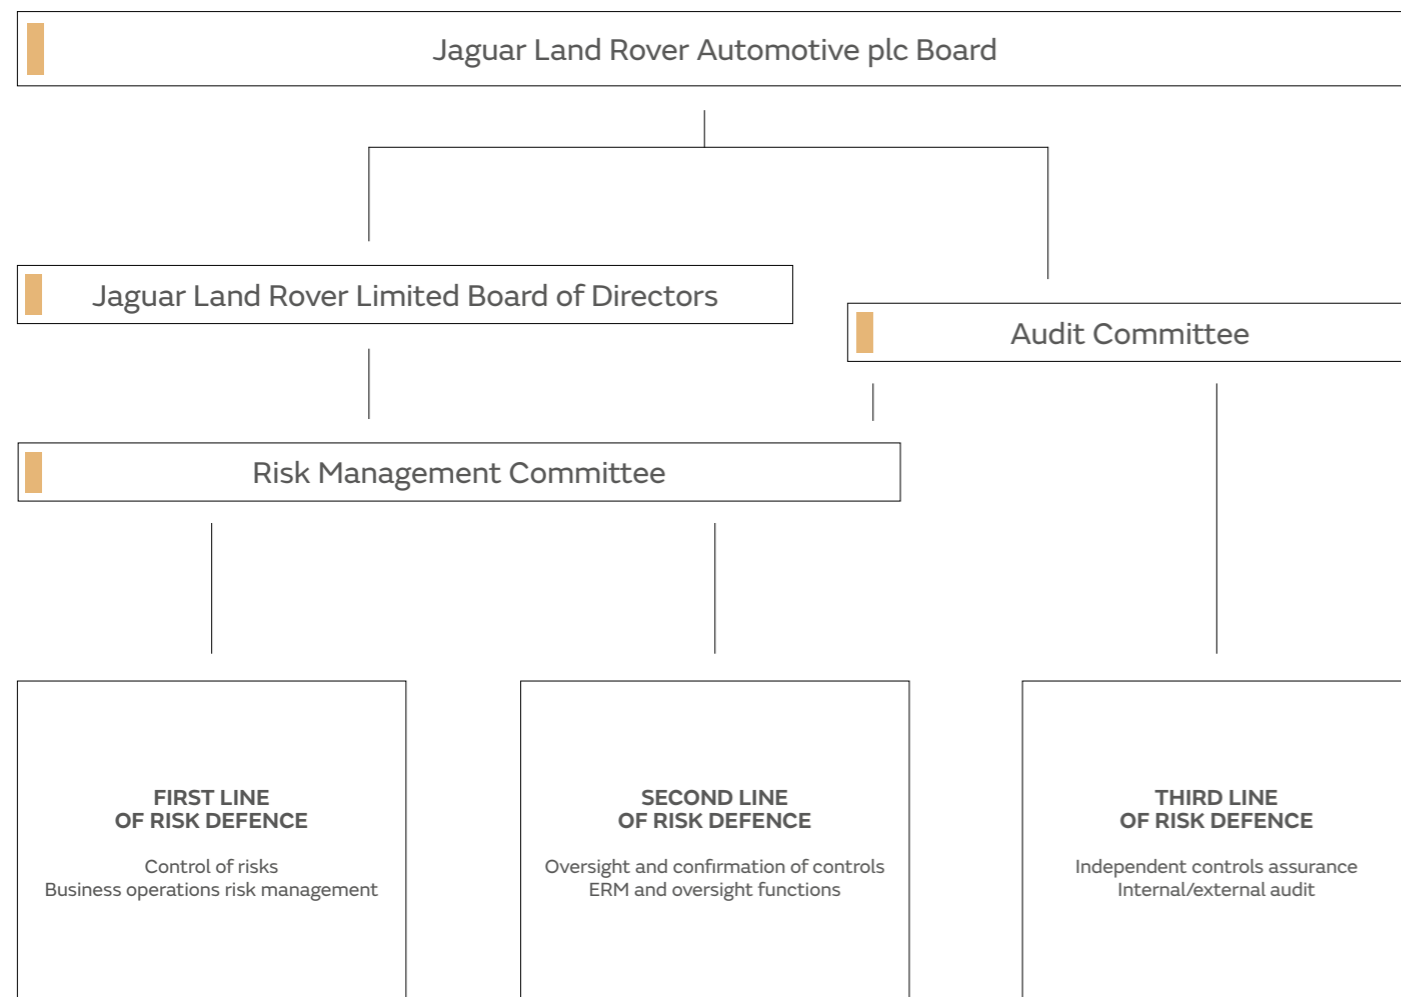 Jaguar Land Rover Automotive plc Board
Jaguar Land Rover Limited Board of Directors
Audit Committee
Risk Management Committee
FIRST LINE
OF RISK DEFENCE
Control of risks
Business operations risk management
SECOND LINE
OF RISK DEFENCE
Oversight and confirmation of controls
ERM and oversight functions
THIRD LINE
OF RISK DEFENCE
Independent controls assurance
Internal/external audit